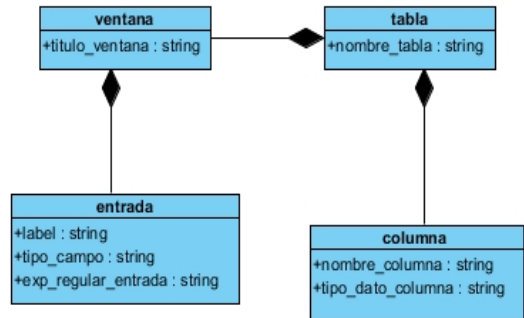 ventana
+titulo_ventana : string
tabla
+nombre_tabla : string
entrada
+label : string
+tipo_campo : string
+exp_regular_entrada : string
columna
+nombre_columna : string
+tipo_dato_columna : string